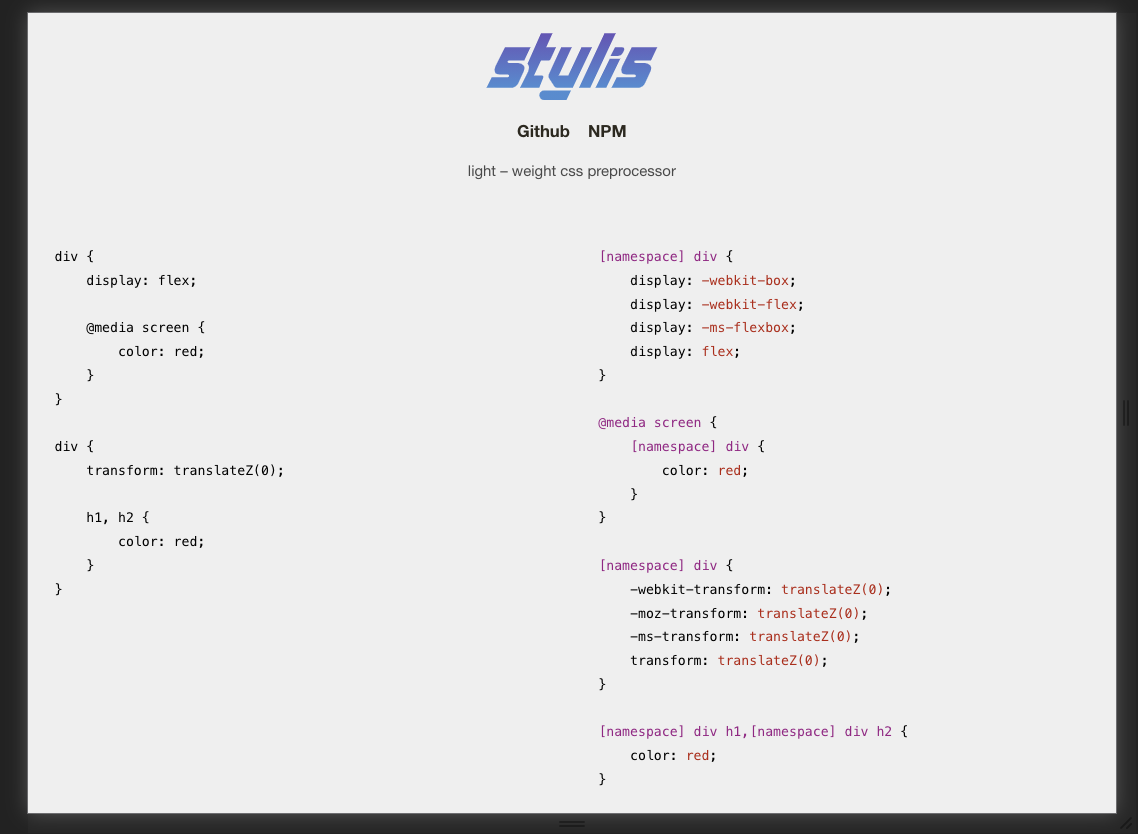 stylis
Github NPM
light – weight css preprocessor
div {
    display: flex;

    @media screen {
        color: red;
    }
}

div {
    transform: translateZ(0);

    h1, h2 {
        color: red;
    }
}
[namespace] div {
    display: -webkit-box;
    display: -webkit-flex;
    display: -ms-flexbox;
    display: flex;
}

@media screen {
    [namespace] div {
        color: red;
    }
}

[namespace] div {
    -webkit-transform: translateZ(0);
    -moz-transform: translateZ(0);
    -ms-transform: translateZ(0);
    transform: translateZ(0);
}

[namespace] div h1,[namespace] div h2 {
    color: red;
}